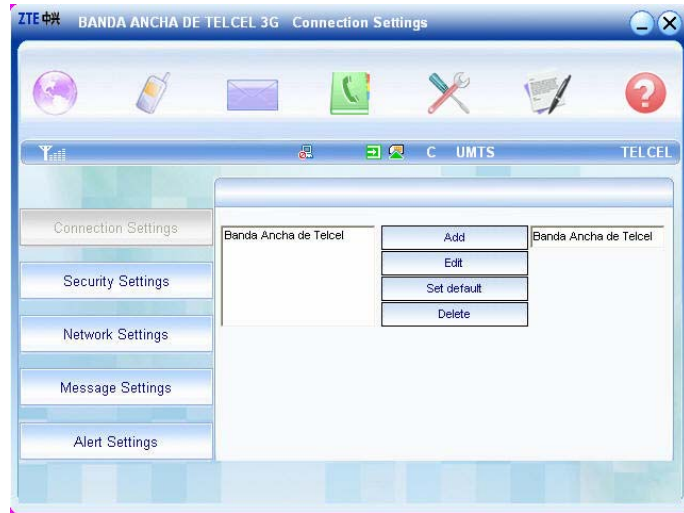 ZTE中兴 BANDA ANCHA DE TELCEL 3G Connection Settings
C UMTS TELCEL
Connection Settings
Security Settings
Network Settings
Message Settings
Alert Settings
Banda Ancha de Telcel
Add
Edit
Set default
Delete
Banda Ancha de Telcel